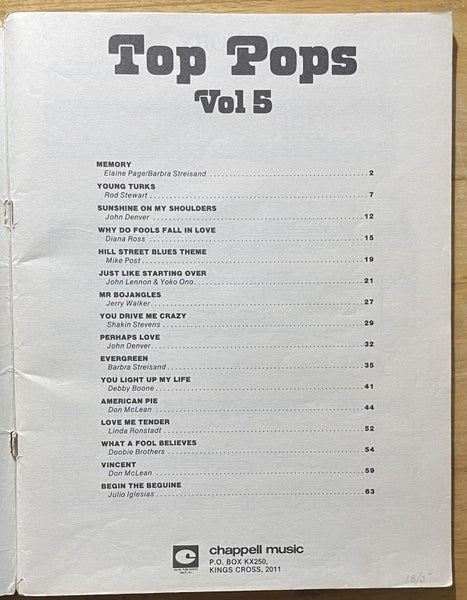 Top Pops
Vol 5
MEMORY
Elaine Page/Barbra Streisand ........ 2
YOUNG TURKS
Rod Stewart ........ 7
SUNSHINE ON MY SHOULDERS
John Denver ........ 12
WHY DO FOOLS FALL IN LOVE
Diana Ross ........ 15
HILL STREET BLUES THEME
Mike Post ........ 19
JUST LIKE STARTING OVER
John Lennon & Yoko Ono ........ 21
MR BOJANGLES
Jerry Walker ........ 27
YOU DRIVE ME CRAZY
Shakin Stevens ........ 29
PERHAPS LOVE
John Denver ........ 32
EVERGREEN
Barbra Streisand ........ 35
YOU LIGHT UP MY LIFE
Debby Boone ........ 41
AMERICAN PIE
Don McLean ........ 44
LOVE ME TENDER
Linda Ronstadt ........ 52
WHAT A FOOL BELIEVES
Doobie Brothers ........ 54
VINCENT
Don McLean ........ 59
BEGIN THE BEGUINE
Julio Iglesias ........ 63
chappell music
P.O. BOX KX250,
KINGS CROSS, 2011